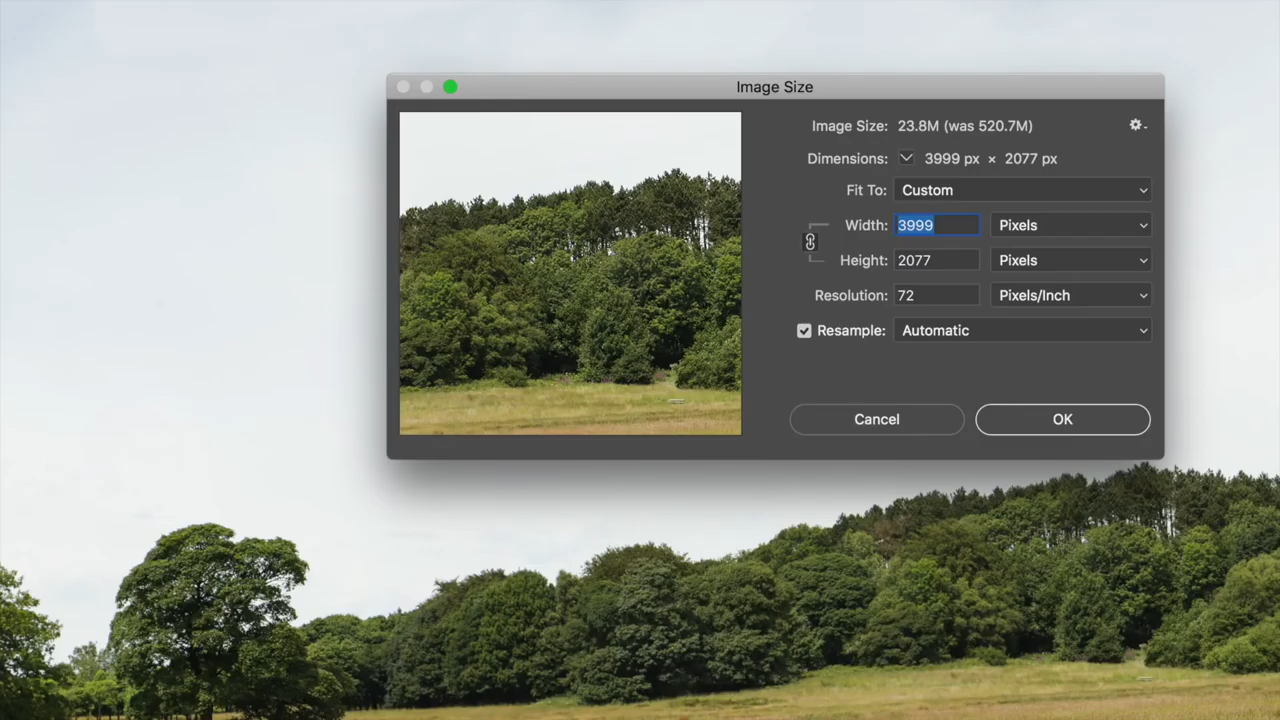 Image Size
Image Size: 23.8M (was 520.7M)
Dimensions: 3999 px × 2077 px
Fit To: Custom
Width: 3999 Pixels
Height: 2077 Pixels
Resolution: 72 Pixels/Inch
Resample: Automatic
Cancel OK